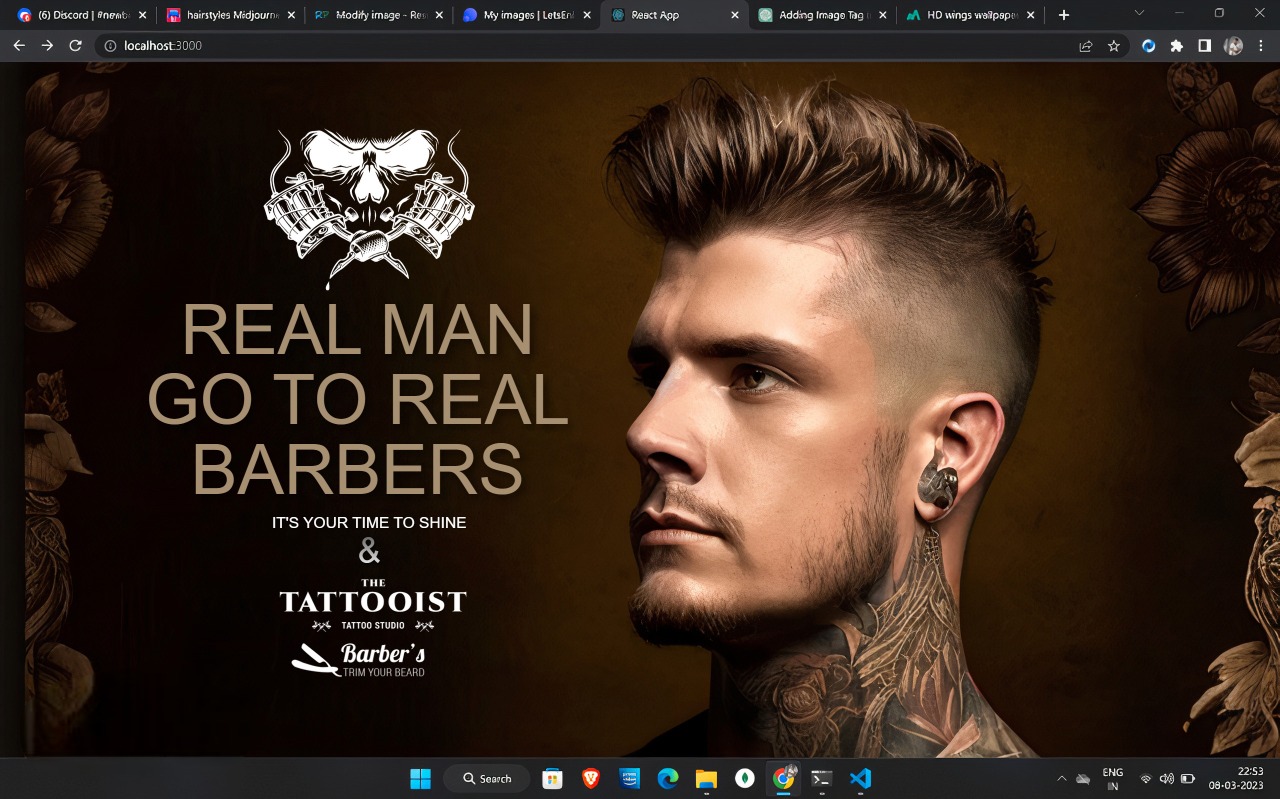 (6) Discord | #newb
hairstyles Midjourne
Modify image - Res
My images | LetsEn
React App
Adding Image Tag i
HD wings wallpape
localhost:3000
REAL MAN
GO TO REAL
BARBERS
IT'S YOUR TIME TO SHINE
&
THE
TATTOOIST
TATTOO STUDIO
Barber's
TRIM YOUR BEARD
Search
prime video
ENG
IN
22:53
08-03-2023